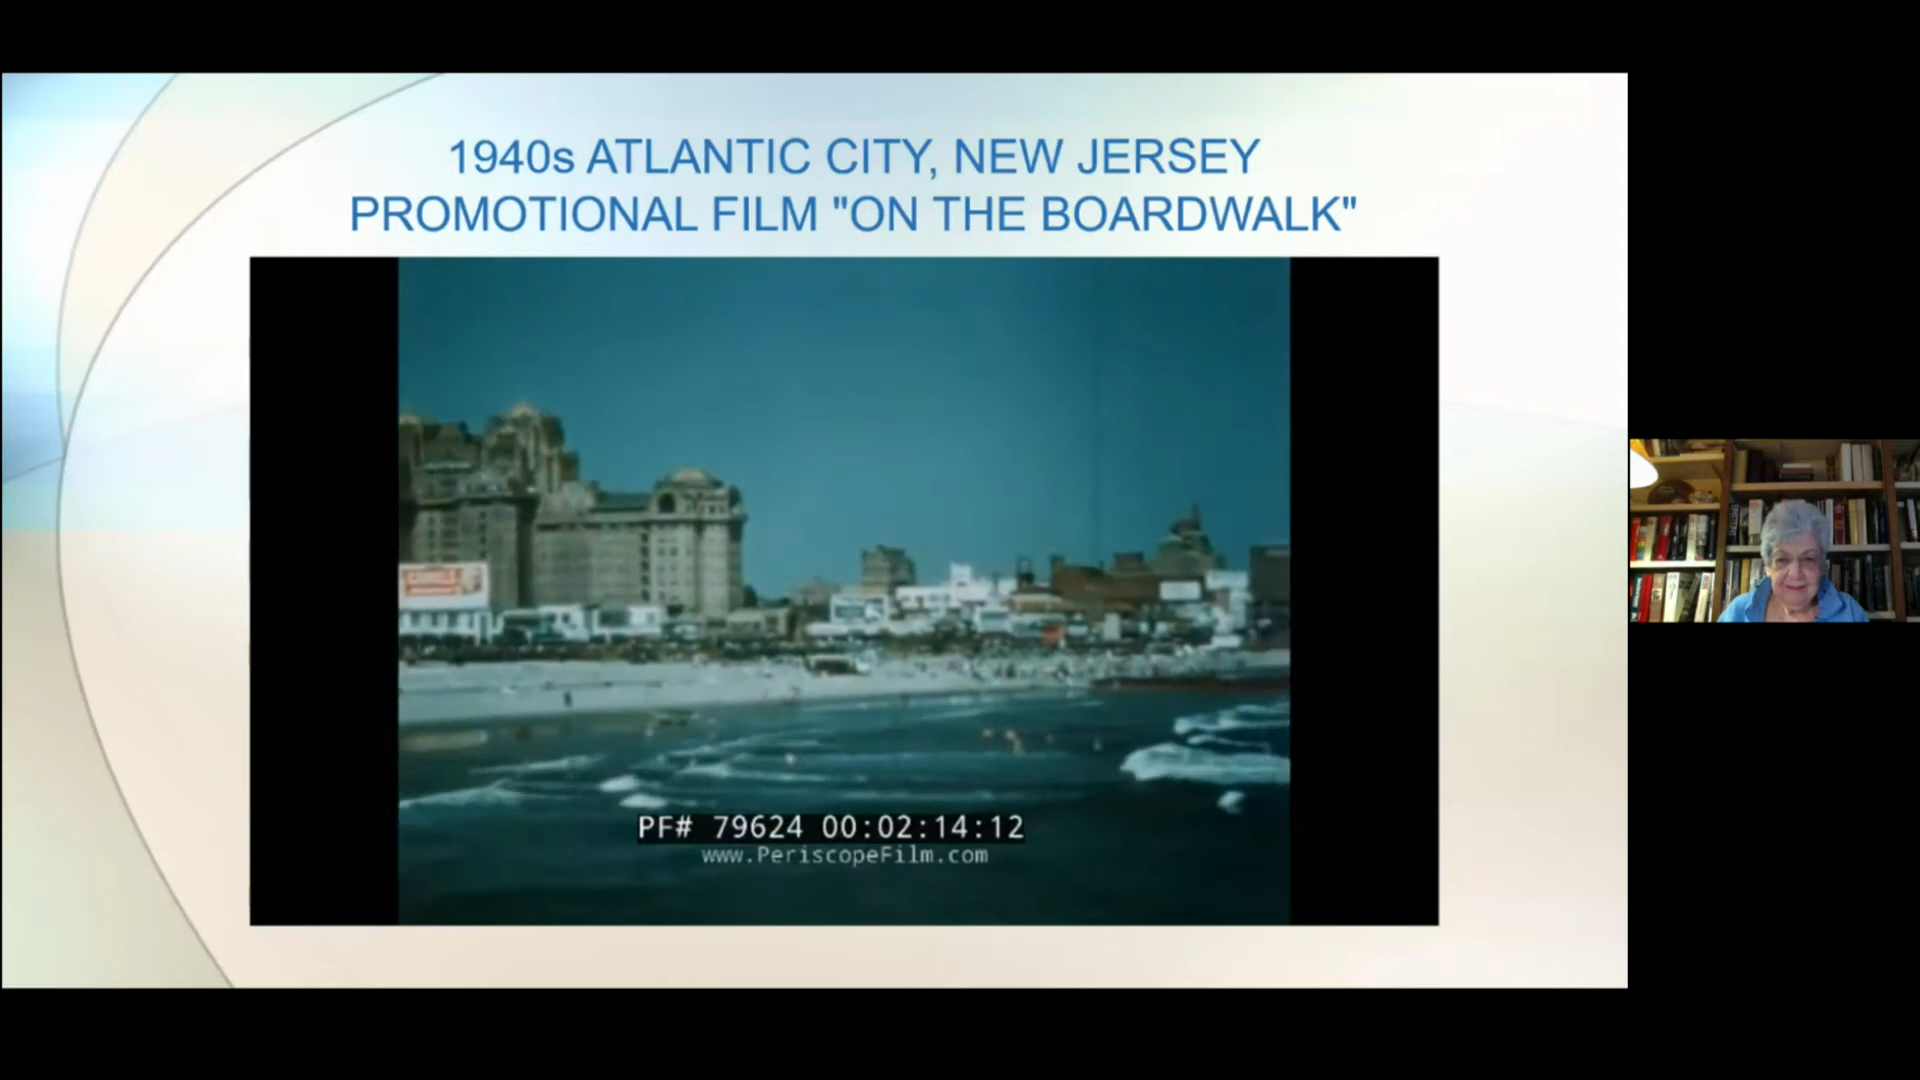 1940s ATLANTIC CITY, NEW JERSEY
PROMOTIONAL FILM "ON THE BOARDWALK"
PF# 79624 00:02:14:12
www.PeriscopeFilm.com